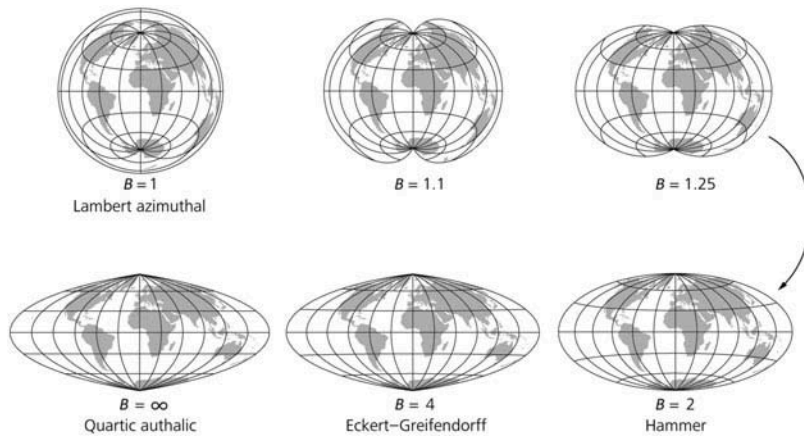 B = 1
Lambert azimuthal
B = 1.1
B = 1.25
B = ∞
Quartic authalic
B = 4
Eckert–Greifendorff
B = 2
Hammer